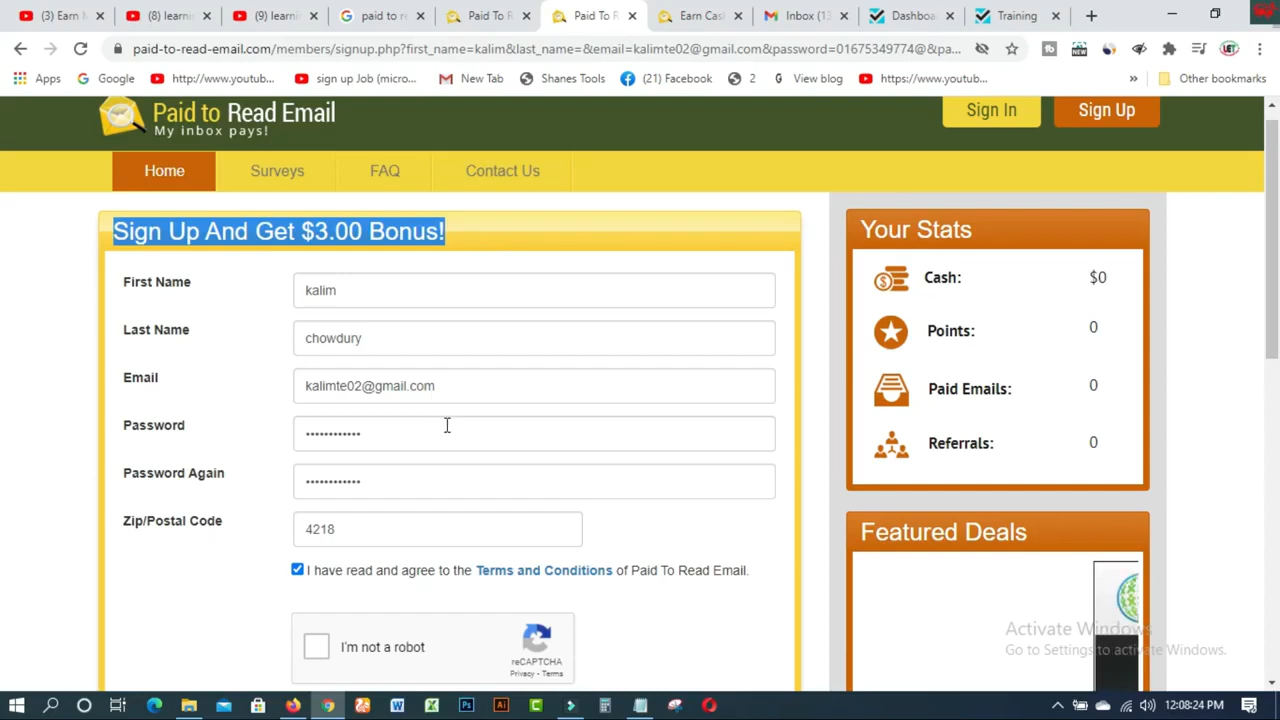 (3) Earn M
(8) learnin
(9) learnin
paid to re
Paid To R
Paid To R
Earn Cas
Inbox (1
Dashboa
Training
paid-to-read-email.com/members/signup.php?first_name=kalim&last_name=&email=kalimte02@gmail.com&password=01675349774@&pa...
Apps
Google
http://www.youtub...
sign up Job (micro...
New Tab
Shanes Tools
(21) Facebook
2
View blog
https://www.youtub...
»
Other bookmarks
Paid to Read Email
My inbox pays!
Sign In
Sign Up
Home
Surveys
FAQ
Contact Us
Sign Up And Get $3.00 Bonus!
First Name
kalim
Last Name
chowdury
Email
kalimte02@gmail.com
Password
••••••••••••
Password Again
••••••••••••
Zip/Postal Code
4218
I have read and agree to the Terms and Conditions of Paid To Read Email.
I'm not a robot
reCAPTCHA
Privacy - Terms
Your Stats
Cash: $0
Points: 0
Paid Emails: 0
Referrals: 0
Featured Deals
Activate Windows
Go to Settings to activate Windows.
12:08:24 PM